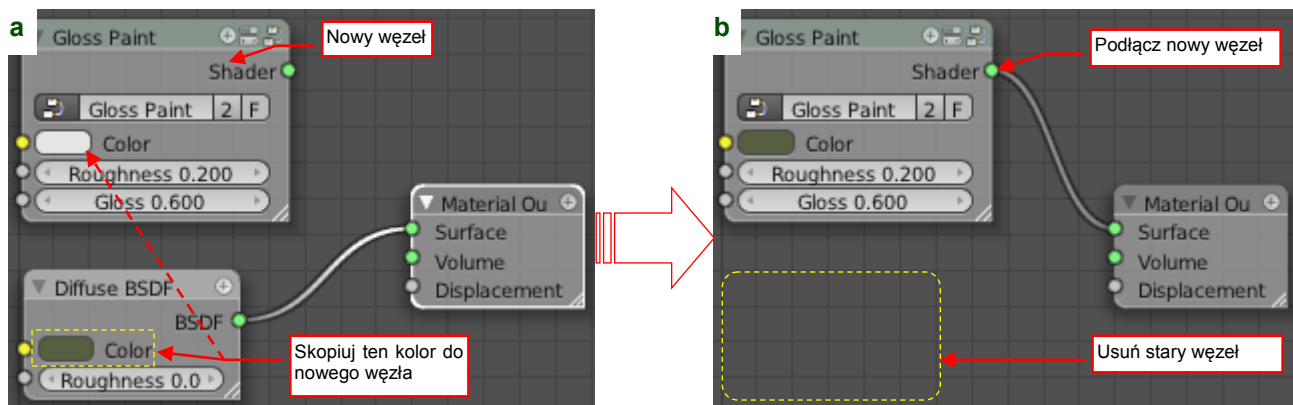 a
Gloss Paint
Nowy węzeł
Shader
Gloss Paint 2 F
Color
Roughness 0.200
Gloss 0.600
Material Ou
Surface
Volume
Displacement
Diffuse BSDF
BSDF
Color
Roughness 0.0
Skopiuj ten kolor do
nowego węzła
b
Gloss Paint
Podłącz nowy węzeł
Shader
Gloss Paint 2 F
Color
Roughness 0.200
Gloss 0.600
Material Ou
Surface
Volume
Displacement
Usuń stary węzeł